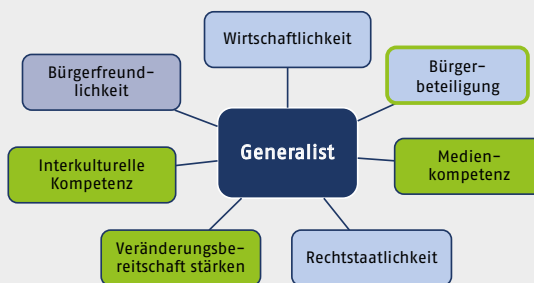 Wirtschaftlichkeit
Bürgerfreund-
lichkeit
Bürger-
beteiligung
Generalist
Interkulturelle
Kompetenz
Medien-
kompetenz
Veränderungsbe-
reitschaft stärken
Rechtstaatlichkeit